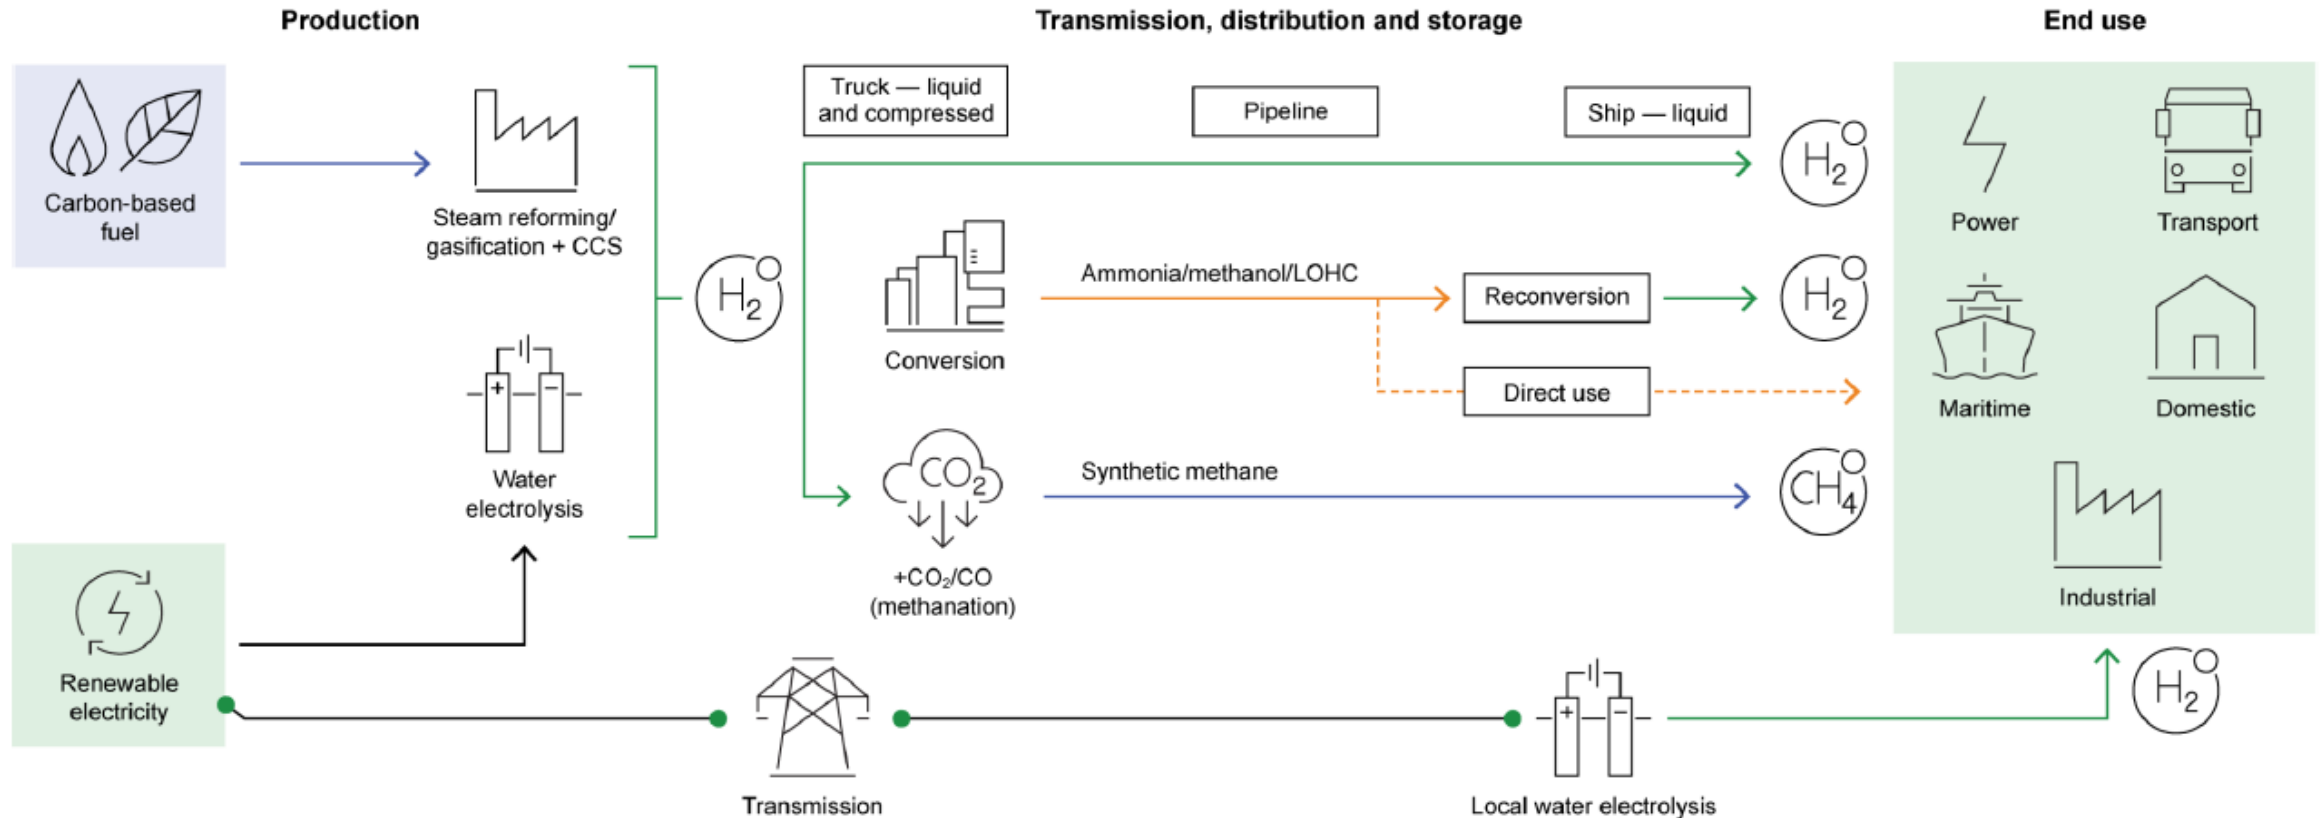 Production
Transmission, distribution and storage
End use
Carbon-based
fuel
Steam reforming/
gasification + CCS
Water
electrolysis
Renewable
electricity
H2
Truck — liquid
and compressed
Pipeline
Ship — liquid
H2
Conversion
Ammonia/methanol/LOHC
Reconversion
H2
Direct use
CO2
+CO₂/CO
(methanation)
Synthetic methane
CH4
Power
Transport
Maritime
Domestic
Industrial
Transmission
+ −
Local water electrolysis
+ −
H2